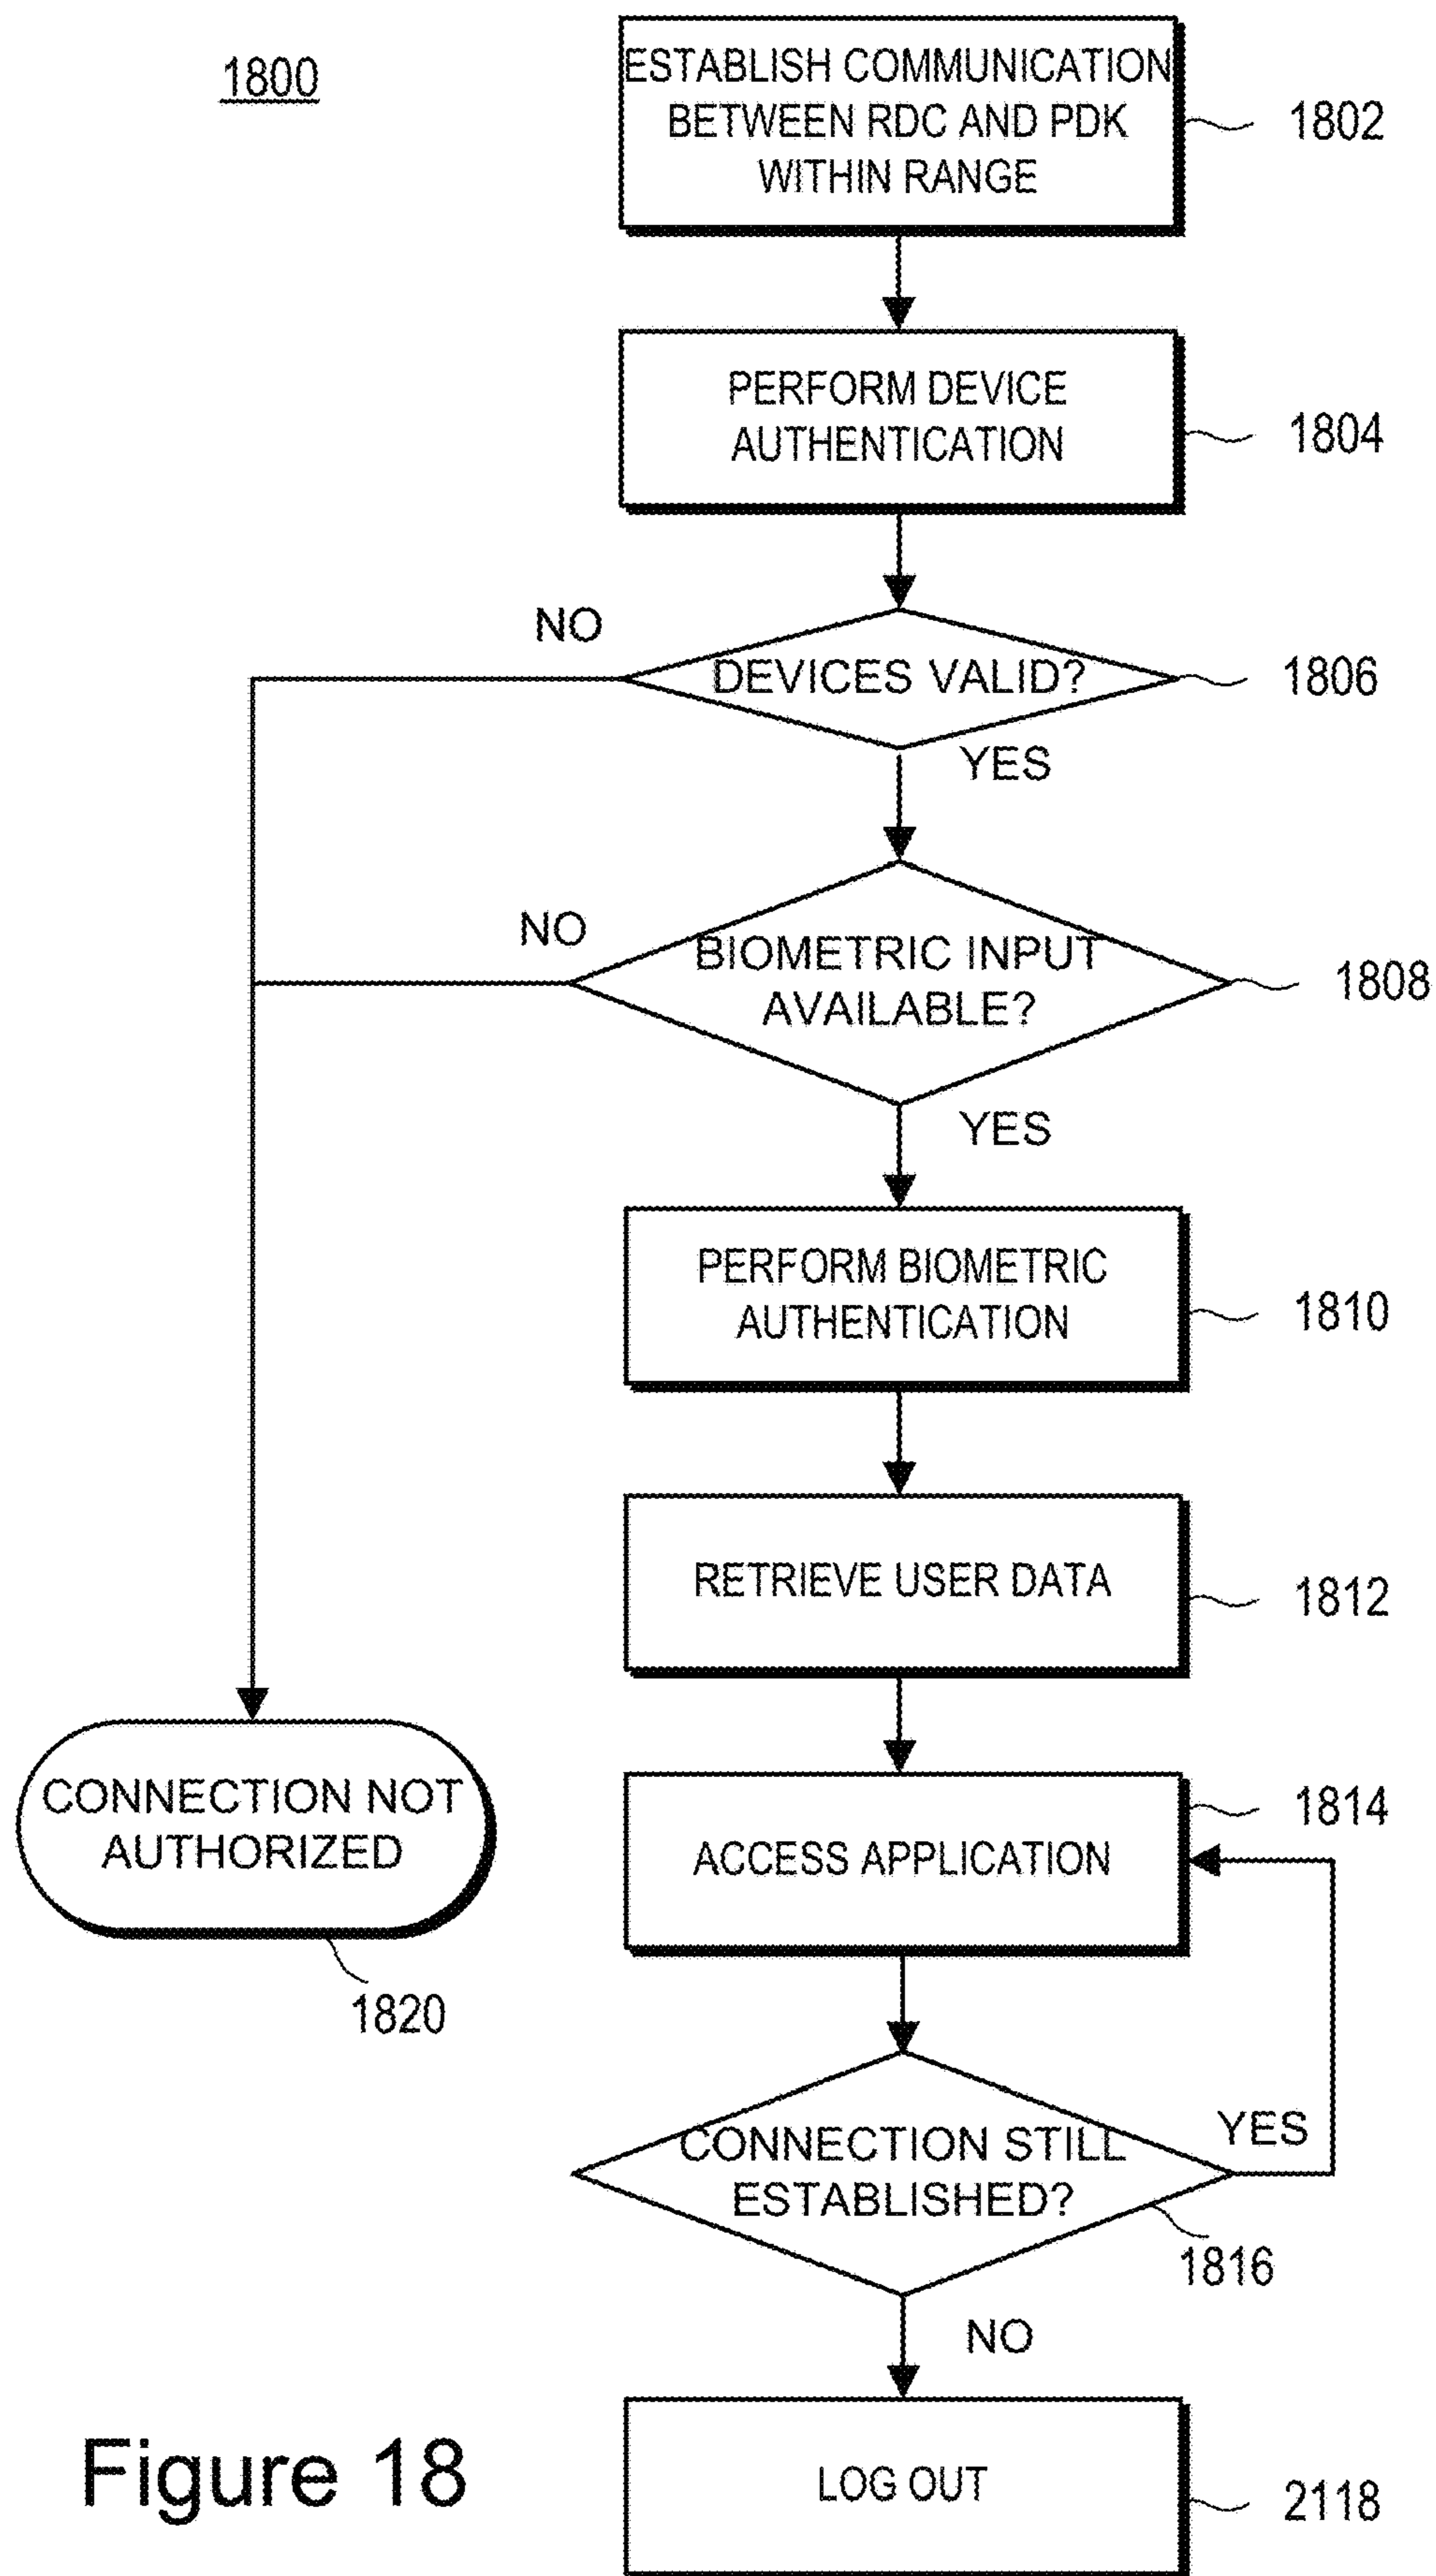 1800
ESTABLISH COMMUNICATION
BETWEEN RDC AND PDK
WITHIN RANGE
1802
PERFORM DEVICE
AUTHENTICATION
1804
NO
DEVICES VALID?
1806
YES
NO
BIOMETRIC INPUT
AVAILABLE?
1808
YES
PERFORM BIOMETRIC
AUTHENTICATION
1810
RETRIEVE USER DATA
1812
CONNECTION NOT
AUTHORIZED
1820
ACCESS APPLICATION
1814
CONNECTION STILL
ESTABLISHED?
YES
1816
NO
LOG OUT
2118
Figure 18